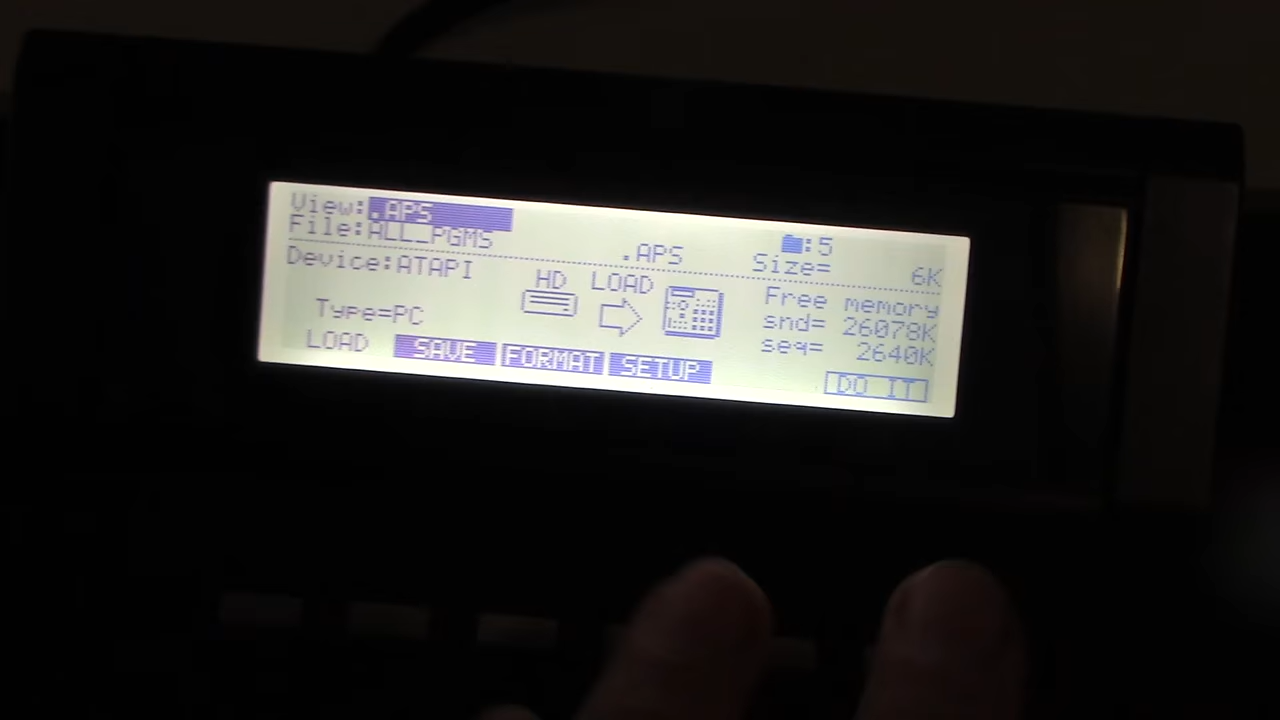 View:.APS
File:ALL_PGMS .APS 📁:5
Size= 6K
Device:ATAPI HD LOAD
Type=PC
Free memory
snd= 26078K
seq= 2640K
LOAD SAVE FORMAT SETUP DO IT